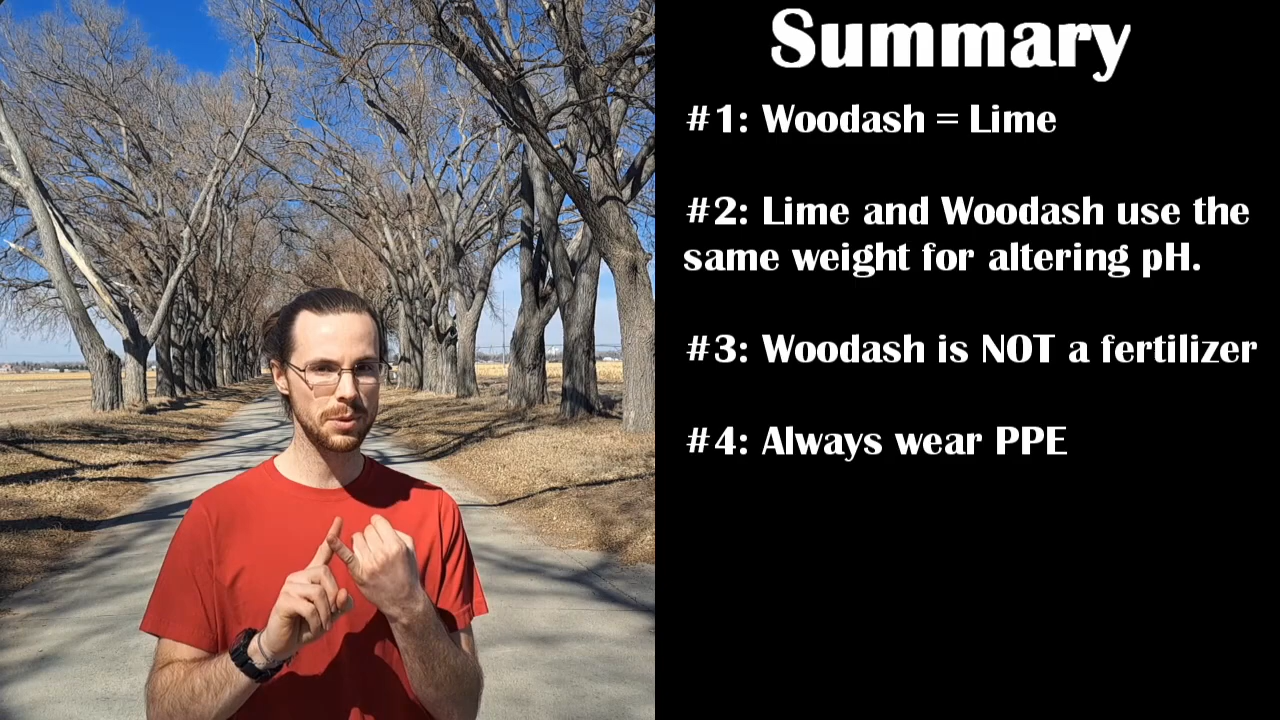 Summary
#1: Woodash = Lime
#2: Lime and Woodash use the
same weight for altering pH.
#3: Woodash is NOT a fertilizer
#4: Always wear PPE